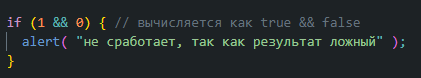 if (1 && 0) { // вычисляется как true && false
  alert( "не сработает, так как результат ложный" );
}